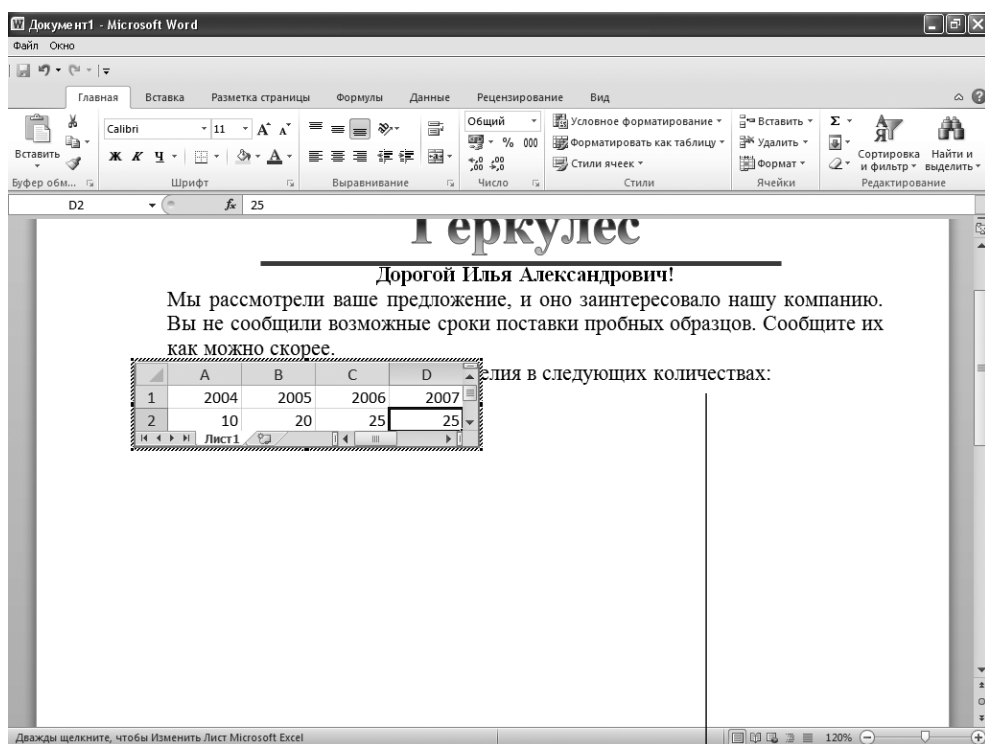 Документ1 - Microsoft Word
Файл Окно
Главная Вставка Разметка страницы Формулы Данные Рецензирование Вид
Вставить
Буфер обм...
Calibri 11
Ж К Ч
Шрифт
Выравнивание
Общий
% 000
Число
Условное форматирование
Форматировать как таблицу
Стили ячеек
Стили
Вставить
Удалить
Формат
Ячейки
Σ
Сортировка и фильтр
Найти и выделить
Редактирование
D2 fx 25
Геркулес
Дорогой Илья Александрович!
Мы рассмотрели ваше предложение, и оно заинтересовало нашу компанию.
Вы не сообщили возможные сроки поставки пробных образцов. Сообщите их
как можно скорее.
елия в следующих количествах:
A B C D
1 2004 2005 2006 2007
2 10 20 25 25
Лист1
Дважды щелкните, чтобы Изменить Лист Microsoft Excel 120%